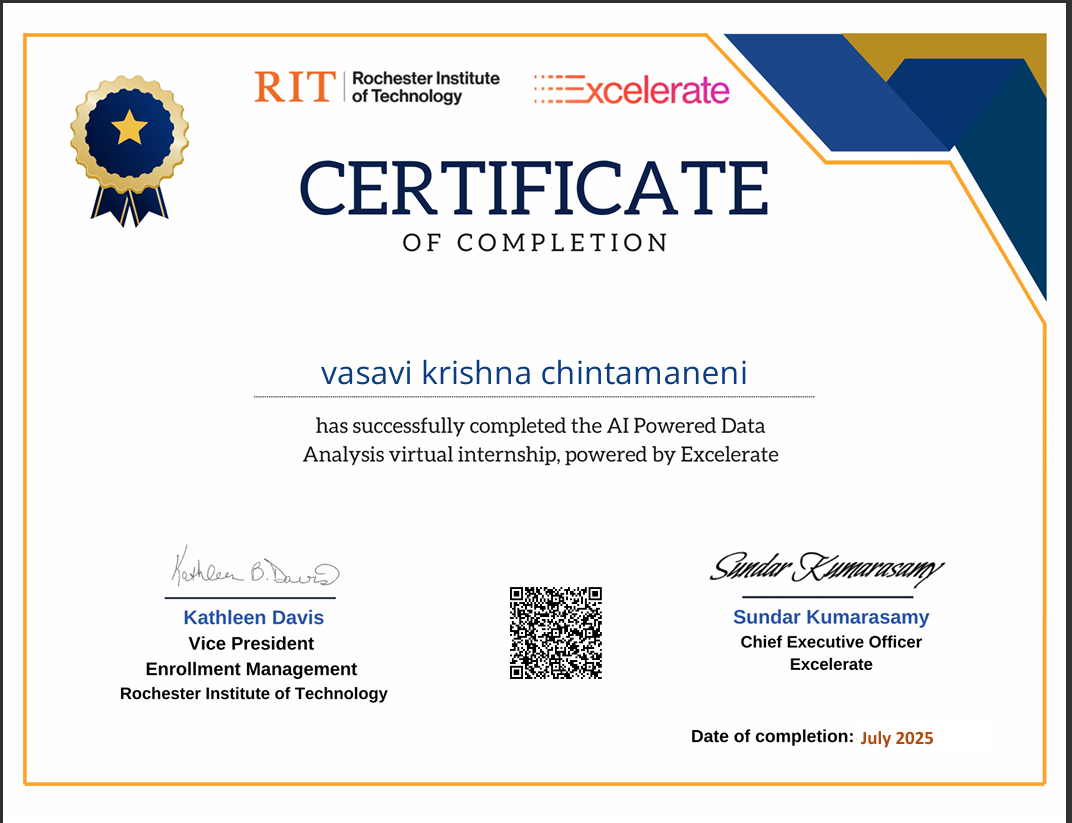 RIT Rochester Institute
of Technology
Excelerate
CERTIFICATE
OF COMPLETION
vasavi krishna chintamaneni
has successfully completed the AI Powered Data
Analysis virtual internship, powered by Excelerate
Kathleen B. Davis
Kathleen Davis
Vice President
Enrollment Management
Rochester Institute of Technology
Sundar Kumarasamy
Sundar Kumarasamy
Chief Executive Officer
Excelerate
Date of completion: July 2025